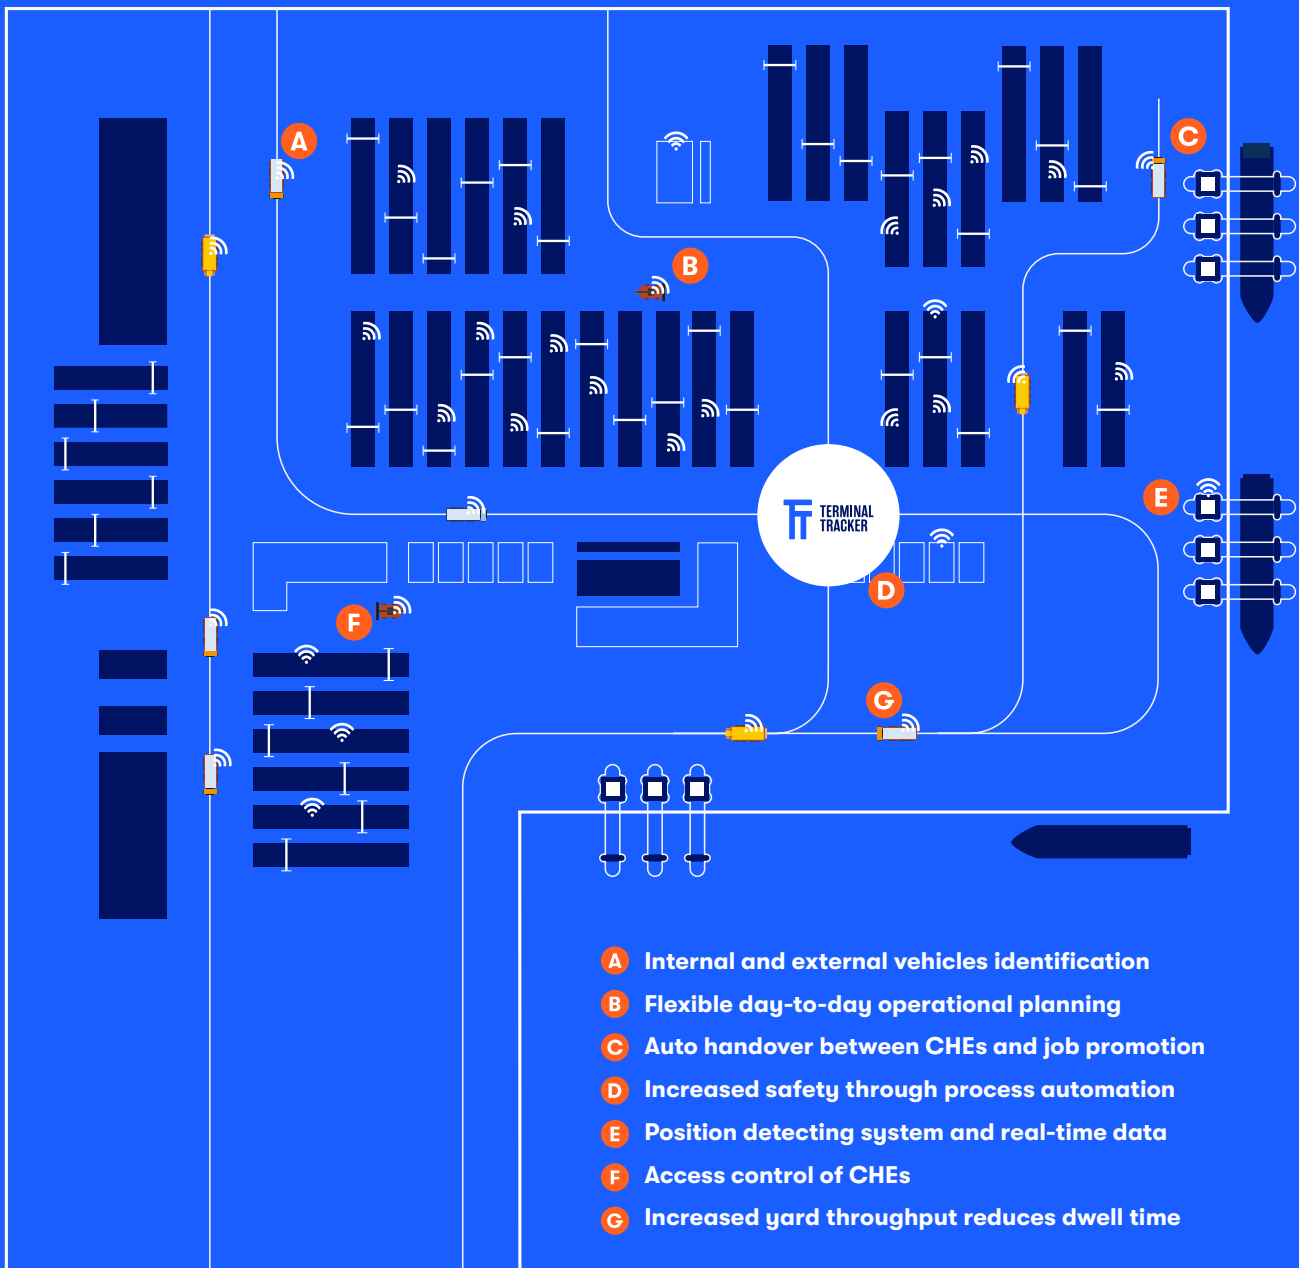 A
C
B
E
TT TERMINAL
TRACKER
D
F
G
A Internal and external vehicles identification
B Flexible day-to-day operational planning
C Auto handover between CHEs and job promotion
D Increased safety through process automation
E Position detecting system and real-time data
F Access control of CHEs
G Increased yard throughput reduces dwell time